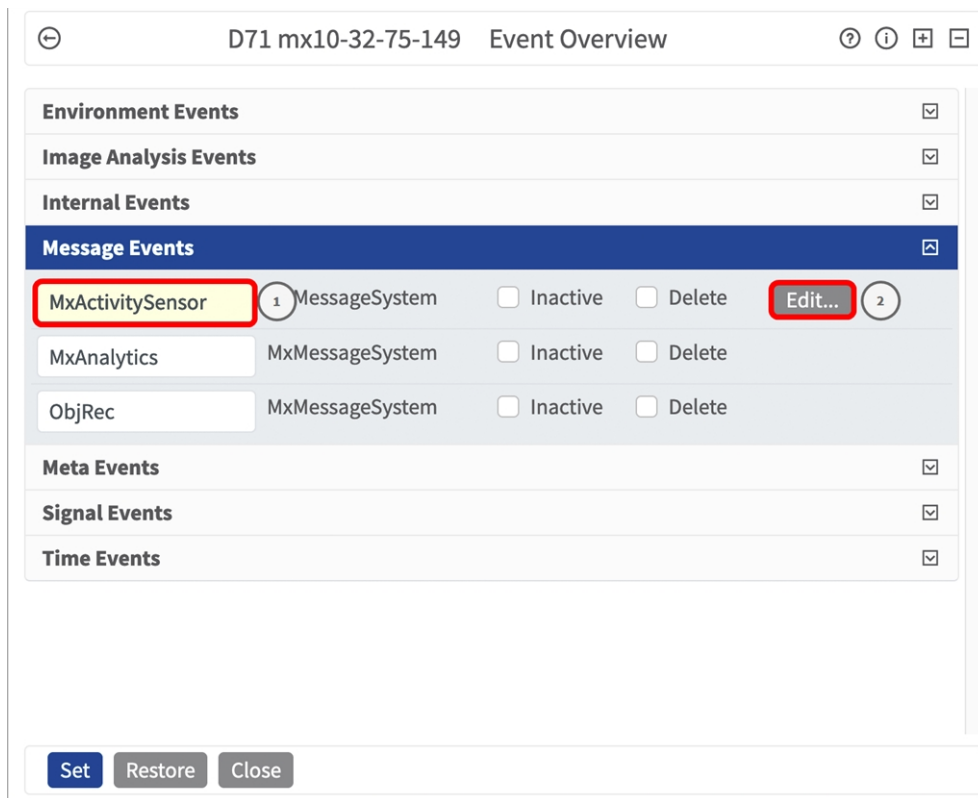 D71 mx10-32-75-149 Event Overview
Environment Events
Image Analysis Events
Internal Events
Message Events
MxActivitySensor 1 MessageSystem Inactive Delete Edit... 2
MxAnalytics MxMessageSystem Inactive Delete
ObjRec MxMessageSystem Inactive Delete
Meta Events
Signal Events
Time Events
Set Restore Close